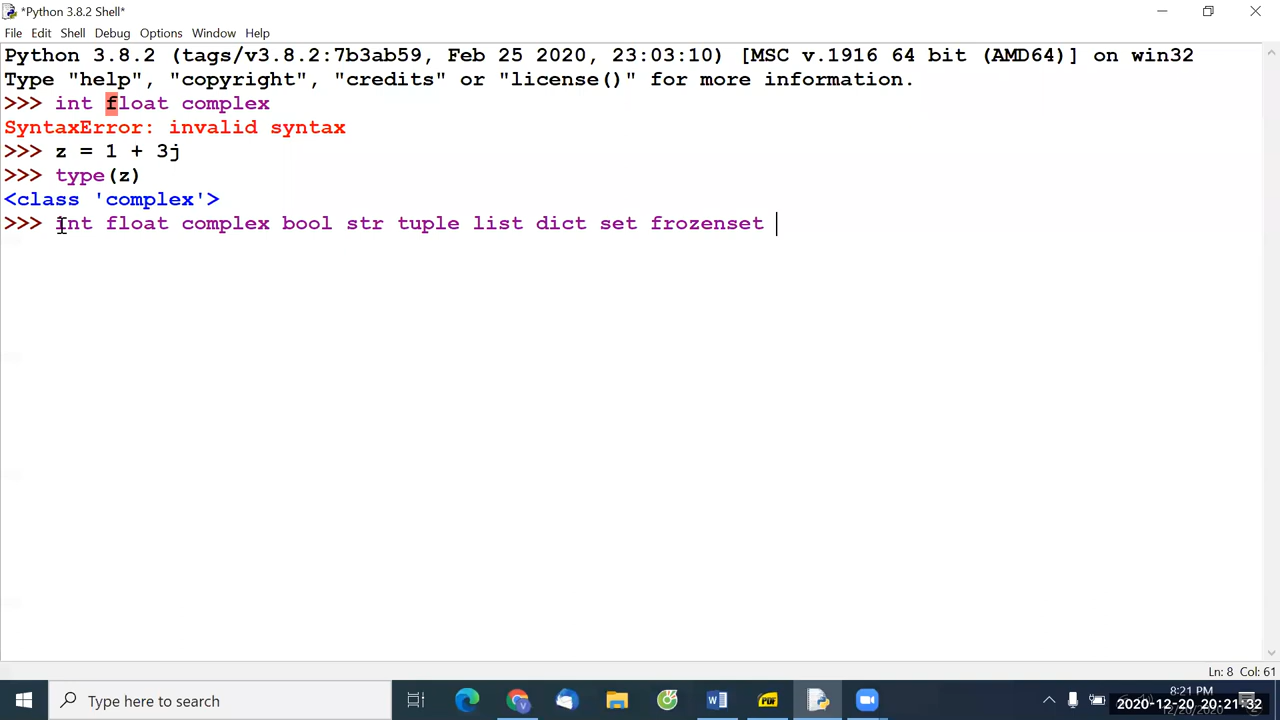 *Python 3.8.2 Shell*
File Edit Shell Debug Options Window Help
Python 3.8.2 (tags/v3.8.2:7b3ab59, Feb 25 2020, 23:03:10) [MSC v.1916 64 bit (AMD64)] on win32
Type "help", "copyright", "credits" or "license()" for more information.
>>> int float complex
SyntaxError: invalid syntax
>>> z = 1 + 3j
>>> type(z)
<class 'complex'>
>>> int float complex bool str tuple list dict set frozenset
Ln: 8 Col: 61
Type here to search
PDF
8:21 PM
2020-12-20 20:21:32
12/20/2020